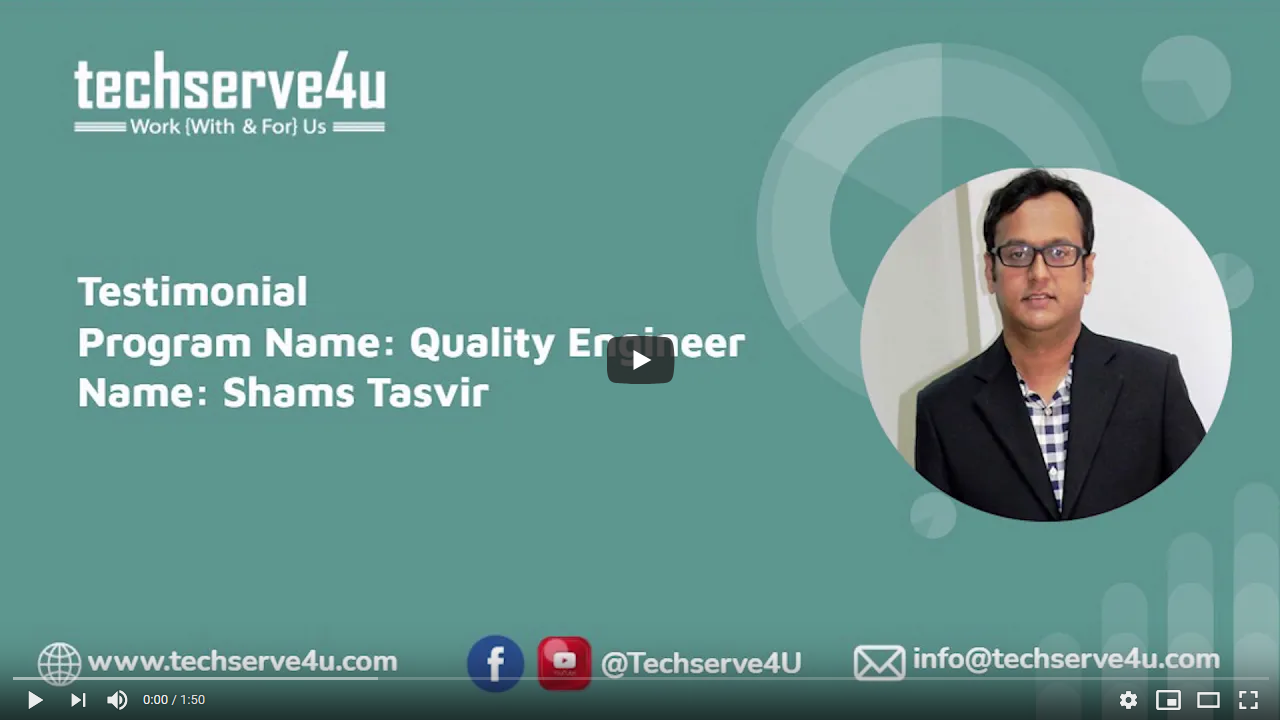 techserve4u
Work {With & For} Us
Testimonial
Program Name: Quality Engineer
Name: Shams Tasvir
www.techserve4u.com
@Techserve4U
info@techserve4u.com
0:00 / 1:50